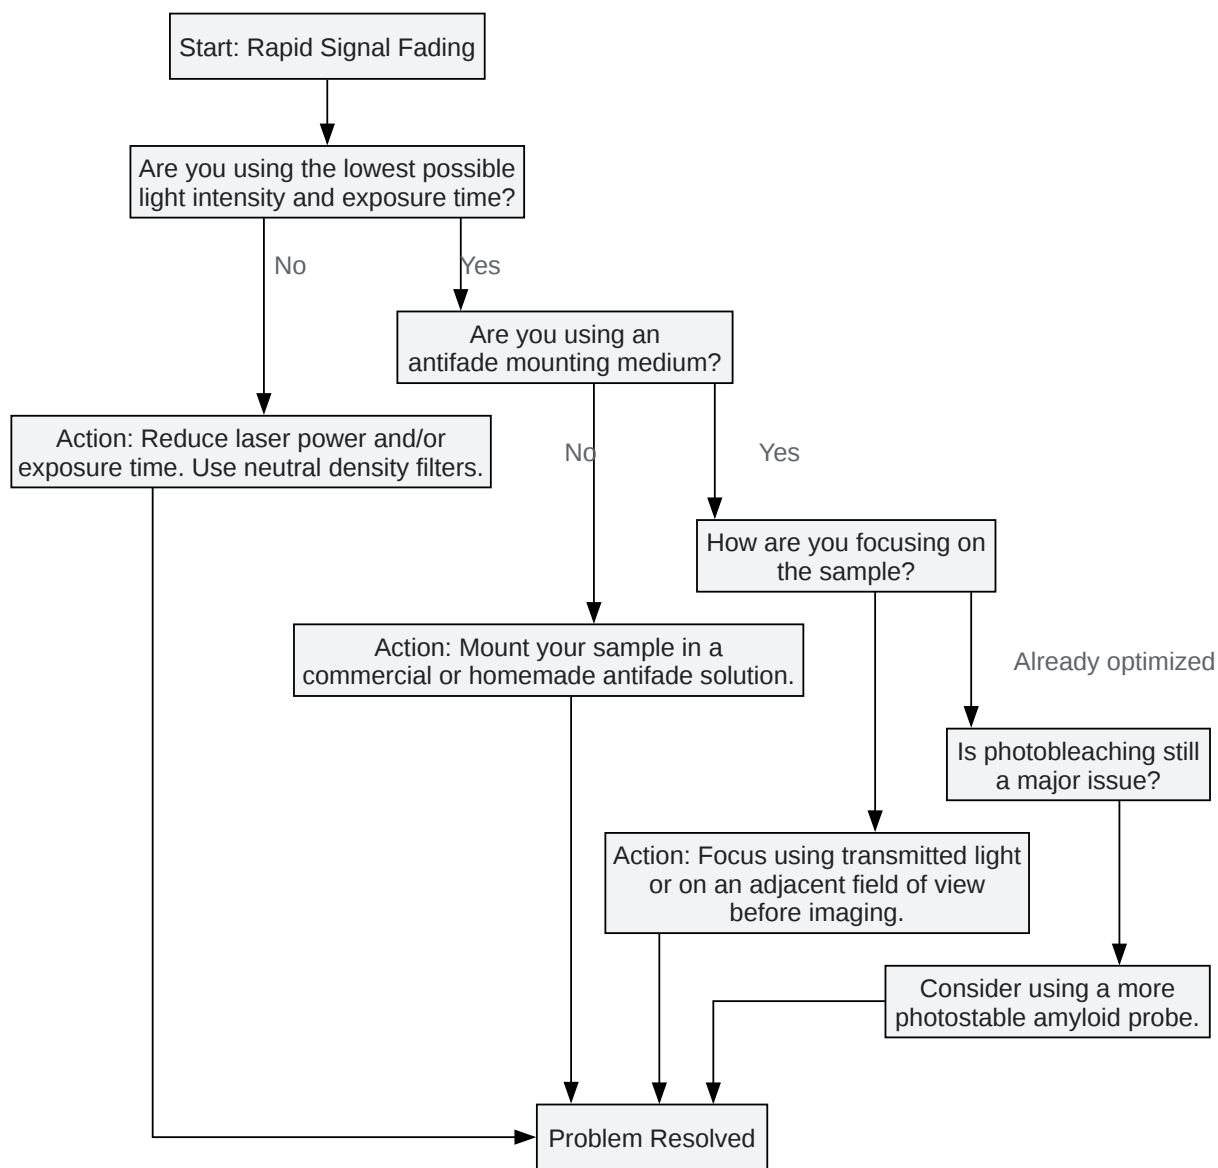 Start: Rapid Signal Fading
Are you using the lowest possible
light intensity and exposure time?
No
Yes
Are you using an
antifade mounting medium?
Action: Reduce laser power and/or
exposure time. Use neutral density filters.
No
Yes
How are you focusing on
the sample?
Action: Mount your sample in a
commercial or homemade antifade solution.
Already optimized
Is photobleaching still
a major issue?
Action: Focus using transmitted light
or on an adjacent field of view
before imaging.
Consider using a more
photostable amyloid probe.
Problem Resolved